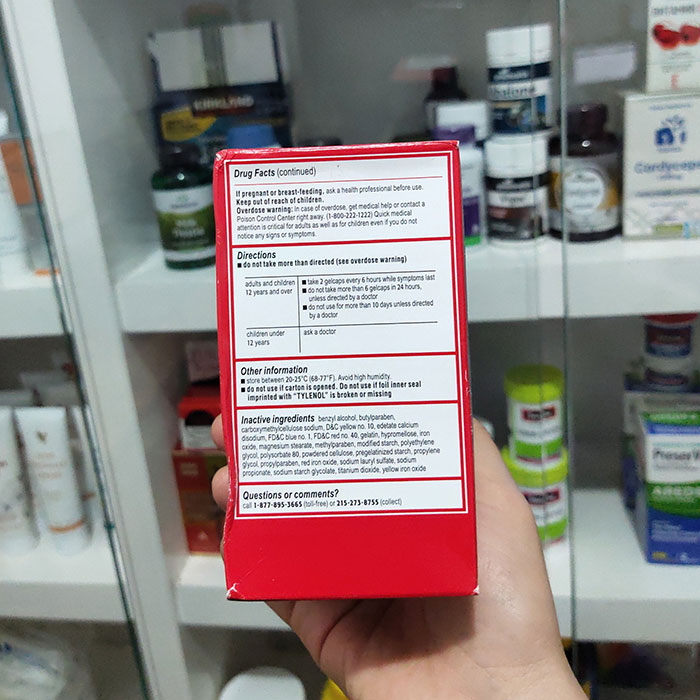 Drug Facts (continued)
If pregnant or breast-feeding, ask a health professional before use.
Keep out of reach of children.
Overdose warning: In case of overdose, get medical help or contact a
Poison Control Center right away. (1-800-222-1222) Quick medical
attention is critical for adults as well as for children even if you do not
notice any signs or symptoms.
Directions
■ do not take more than directed (see overdose warning)
adults and children
12 years and over
■ take 2 gelcaps every 6 hours while symptoms last
■ do not take more than 6 gelcaps in 24 hours,
unless directed by a doctor
■ do not use for more than 10 days unless directed
by a doctor
children under
12 years
ask a doctor
Other information
■ store between 20-25°C (68-77°F). Avoid high humidity.
■ do not use if carton is opened. Do not use if foil inner seal
imprinted with "TYLENOL" is broken or missing
Inactive ingredients benzyl alcohol, butylparaben,
carboxymethylcellulose sodium, D&C yellow no. 10, edetate calcium
disodium, FD&C blue no. 1, FD&C red no. 40, gelatin, hypromellose, iron
oxide, magnesium stearate, methylparaben, modified starch, polyethylene
glycol, polysorbate 80, powdered cellulose, pregelatinized starch, propylene
glycol, propylparaben, red iron oxide, sodium lauryl sulfate, sodium
propionate, sodium starch glycolate, titanium dioxide, yellow iron oxide
Questions or comments?
call 1-877-895-3665 (toll-free) or 215-273-8755 (collect)
KIRKLAND
Cordyceps